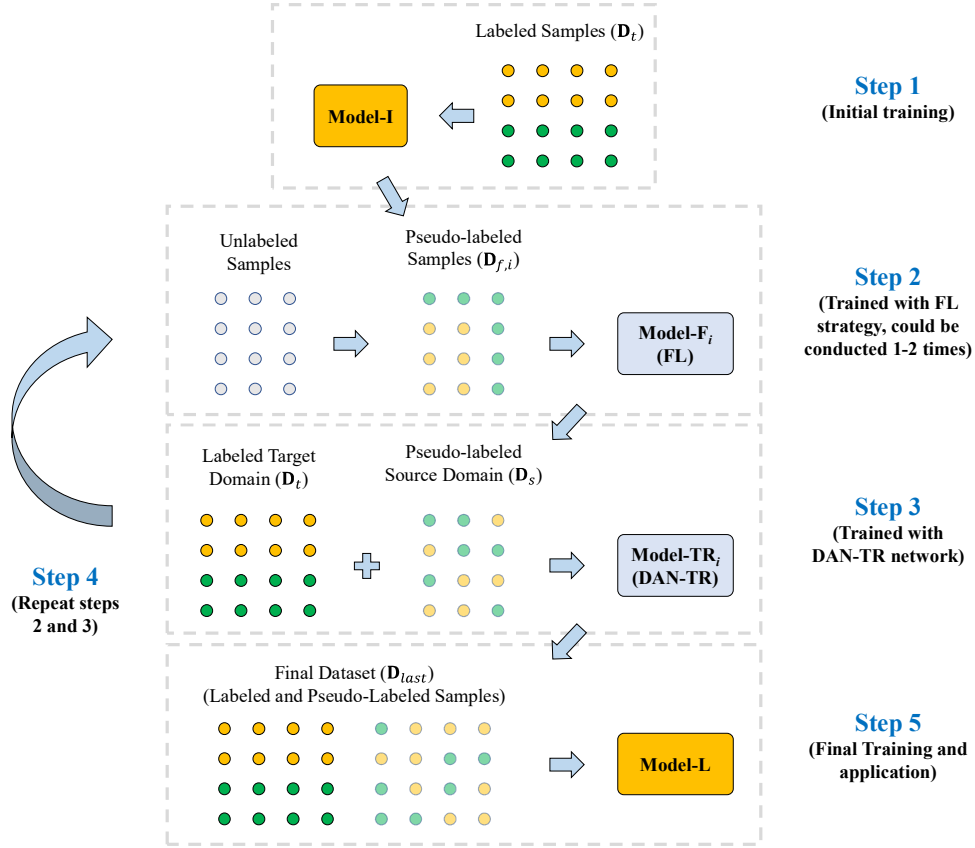 Labeled Samples (D_t)
Model-I
Step 1
(Initial training)
Unlabeled
Samples
Pseudo-labeled
Samples (D_{f,i})
Model-F_i
(FL)
Step 2
(Trained with FL
strategy, could be
conducted 1-2 times)
Labeled Target
Domain (D_t)
Pseudo-labeled
Source Domain (D_s)
Model-TR_i
(DAN-TR)
Step 3
(Trained with
DAN-TR network)
Step 4
(Repeat steps
2 and 3)
Final Dataset (D_{last})
(Labeled and Pseudo-Labeled Samples)
Model-L
Step 5
(Final Training and
application)